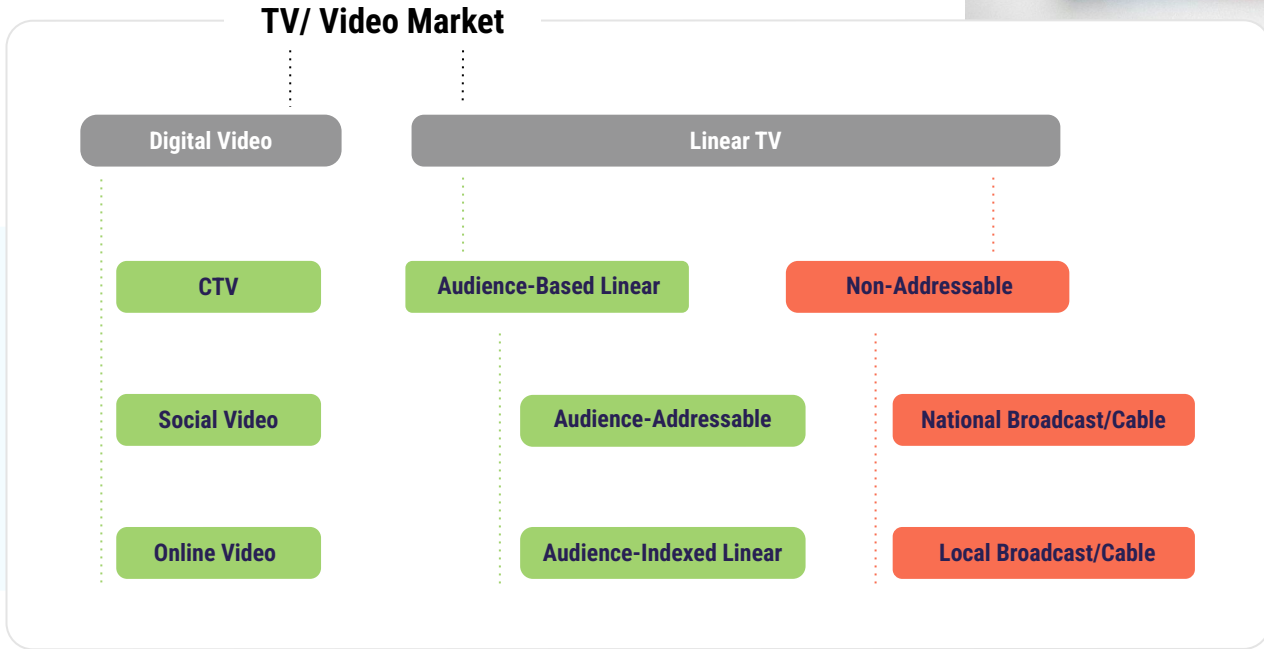 TV/ Video Market
Digital Video
Linear TV
CTV
Audience-Based Linear
Non-Addressable
Social Video
Audience-Addressable
National Broadcast/Cable
Online Video
Audience-Indexed Linear
Local Broadcast/Cable